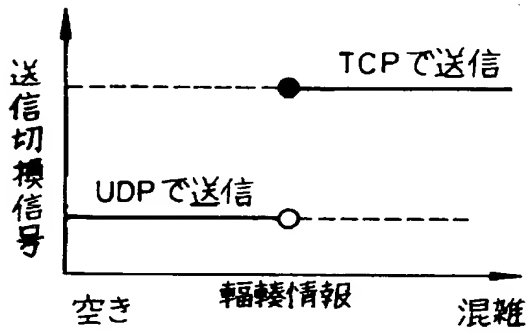 送信切換信号
TCPで送信
UDPで送信
空き
輻輳情報
混雑